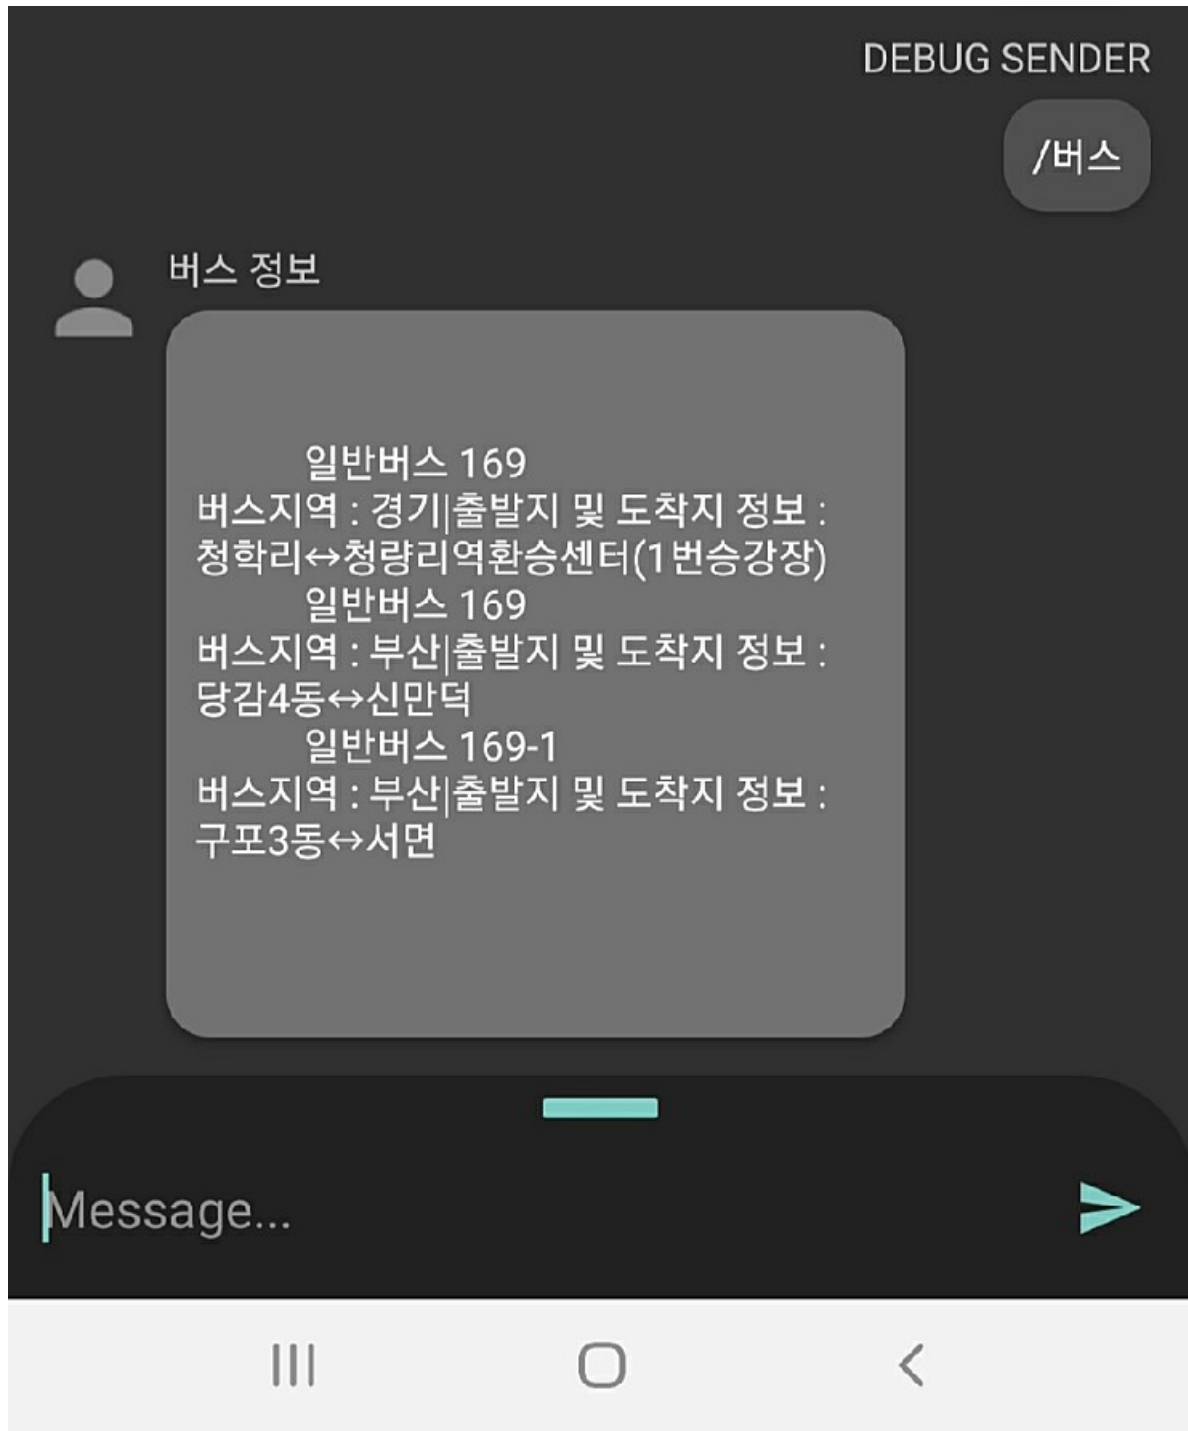 DEBUG SENDER
/버스
버스 정보
일반버스 169
버스지역 : 경기|출발지 및 도착지 정보 :
청학리↔청량리역환승센터(1번승강장)
일반버스 169
버스지역 : 부산|출발지 및 도착지 정보 :
당감4동↔신만덕
일반버스 169-1
버스지역 : 부산|출발지 및 도착지 정보 :
구포3동↔서면
Message...